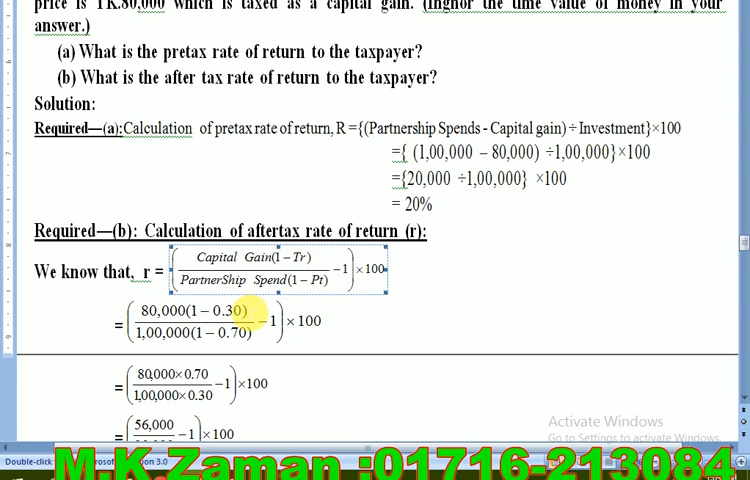 price is TK.80,000 which is taxed as a capital gain. (Inghor the time value of money in your
answer.)
(a) What is the pretax rate of return to the taxpayer?
(b) What is the after tax rate of return to the taxpayer?
Solution:
Required—(a):Calculation of pretax rate of return, R ={(Partnership Spends - Capital gain) ÷ Investment}×100
={ (1,00,000 – 80,000) ÷1,00,000}×100
={20,000 ÷1,00,000} ×100
= 20%
Required—(b): Calculation of aftertax rate of return (r):
We know that, r = (Capital Gain(1−Tr) / PartnerShip Spend(1−Pt) −1)×100
= (80,000(1−0.30) / 1,00,000(1−0.70) −1)×100
= (80,000×0.70 / 1,00,000×0.30 −1)×100
= (56,000 −1)×100
Activate Windows
Go to Settings to activate Windows.
Double-click
M.K Zaman :01716-213084